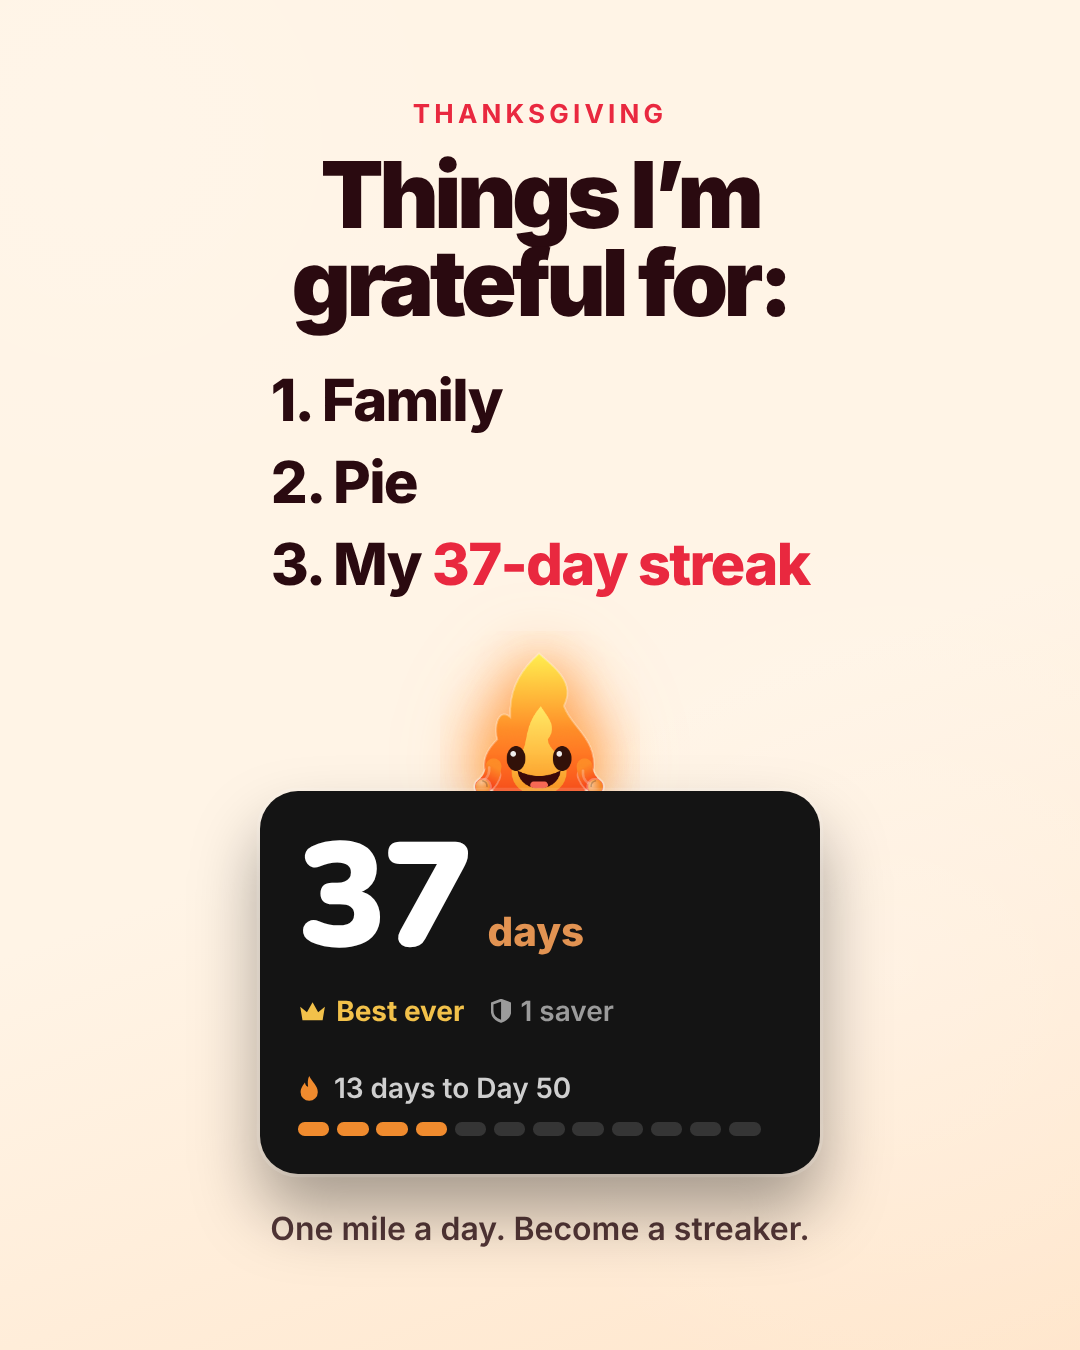 THANKSGIVING
Things I’m
grateful for:
1. Family
2. Pie
3. My 37-day streak
37 days
Best ever 1 saver
13 days to Day 50
One mile a day. Become a streaker.